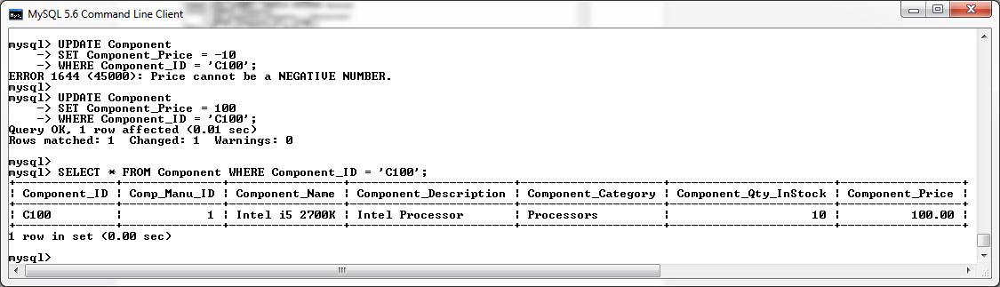 MySQL 5.6 Command Line Client
mysql> UPDATE Component
    -> SET Component_Price = -10
    -> WHERE Component_ID = 'C100';
ERROR 1644 (45000): Price cannot be a NEGATIVE NUMBER.
mysql>
mysql> UPDATE Component
    -> SET Component_Price = 100
    -> WHERE Component_ID = 'C100';
Query OK, 1 row affected (0.01 sec)
Rows matched: 1  Changed: 1  Warnings: 0
mysql>
mysql> SELECT * FROM Component WHERE Component_ID = 'C100';
+--------------+--------------+----------------+-----------------------+--------------------+-----------------------+-----------------+
| Component_ID | Comp_Manu_ID | Component_Name | Component_Description | Component_Category | Component_Qty_InStock | Component_Price |
+--------------+--------------+----------------+-----------------------+--------------------+-----------------------+-----------------+
| C100         |            1 | Intel i5 2700K | Intel Processor       | Processors         |                    10 |          100.00 |
+--------------+--------------+----------------+-----------------------+--------------------+-----------------------+-----------------+
1 row in set (0.00 sec)
mysql>